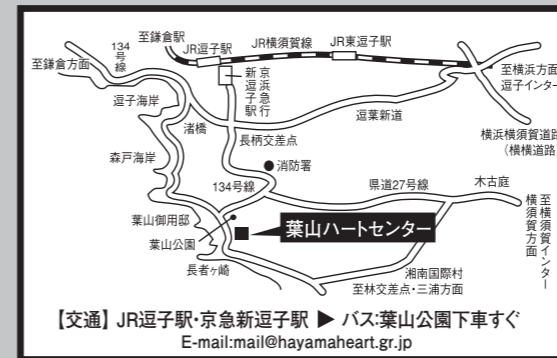 至鎌倉駅
134号線
JR逗子駅
JR横須賀線
JR東逗子駅
至鎌倉方面
至横浜方面
逗子インター
京浜急行
新逗子駅
逗子海岸
渚橋
逗葉新道
長柄交差点
横浜横須賀道路
(横横道路)
森戸海岸
消防署
134号線
県道27号線
木古庭
至横須賀インター
横須賀方面
葉山御用邸
葉山公園
葉山ハートセンター
長者ヶ崎
湘南国際村
至林交差点・三浦方面
【交通】JR逗子駅・京急新逗子駅 ▶ バス:葉山公園下車すぐ
E-mail:mail@hayamaheart.gr.jp